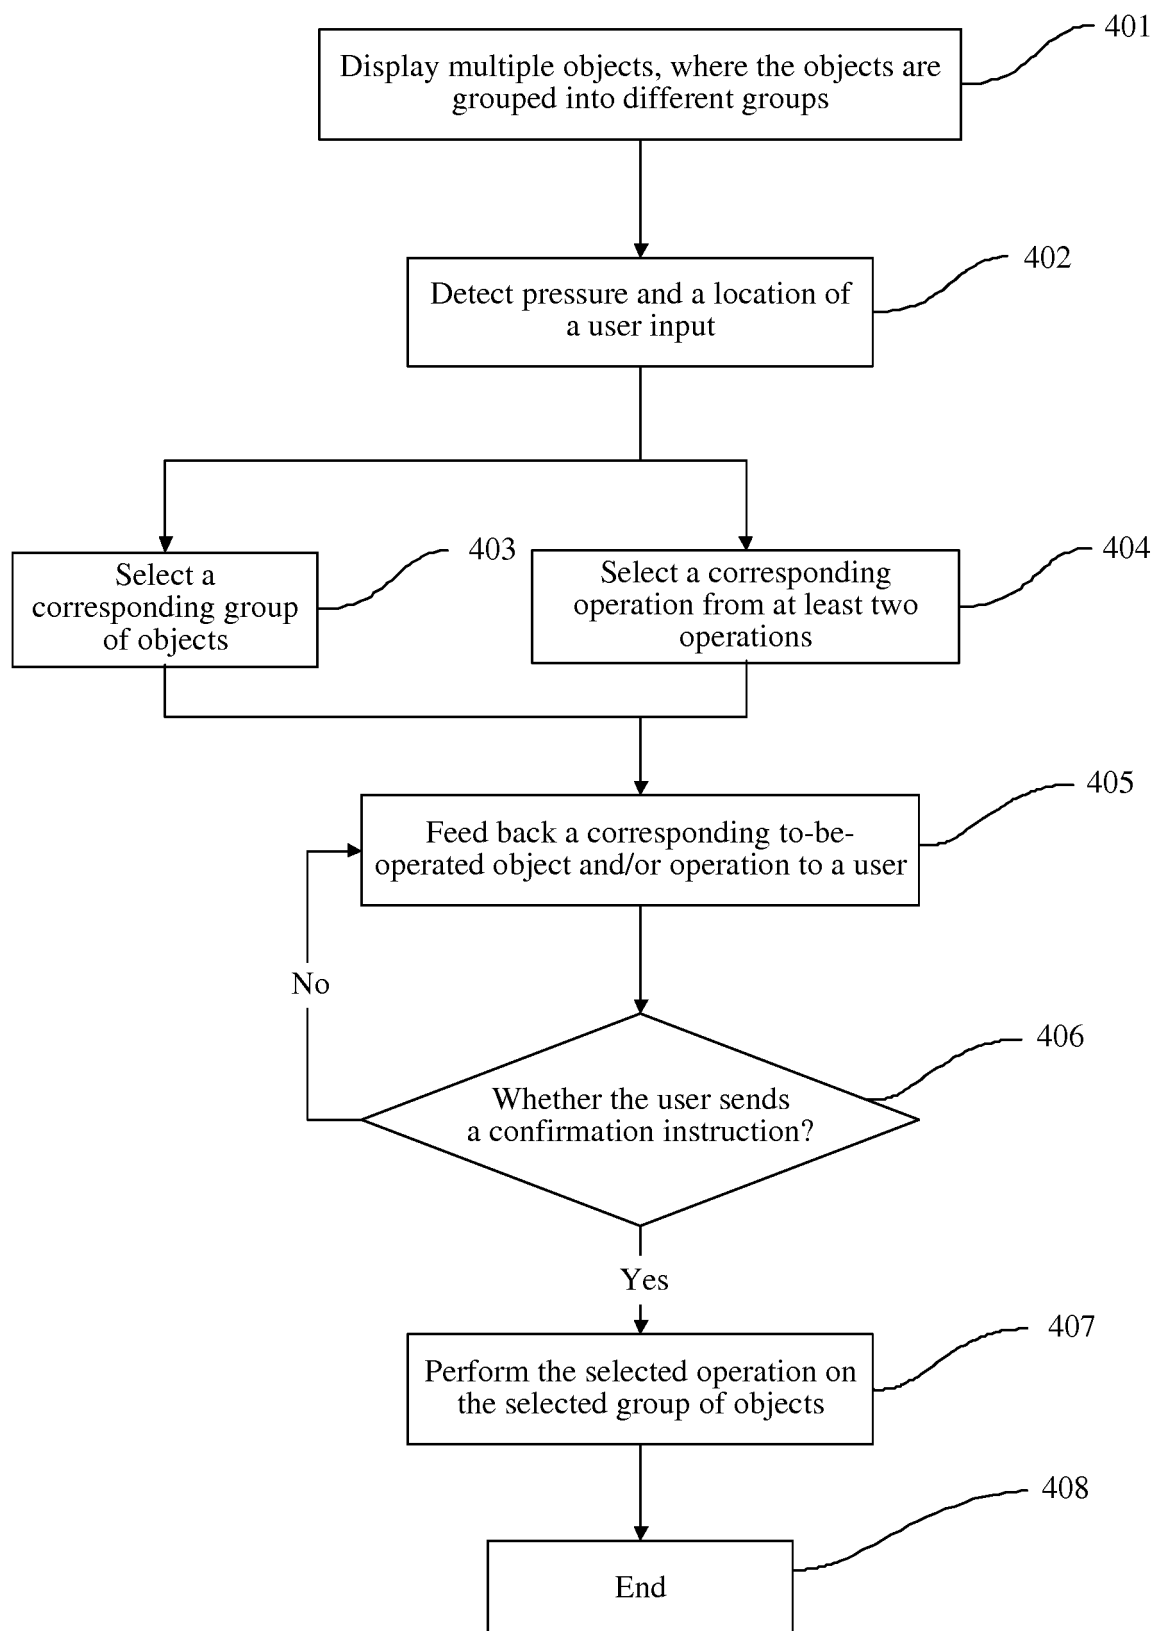 401
Display multiple objects, where the objects are
grouped into different groups
402
Detect pressure and a location of
a user input
403
Select a
corresponding group
of objects
404
Select a corresponding
operation from at least two
operations
405
Feed back a corresponding to-be-
operated object and/or operation to a user
No
406
Whether the user sends
a confirmation instruction?
Yes
407
Perform the selected operation on
the selected group of objects
408
End